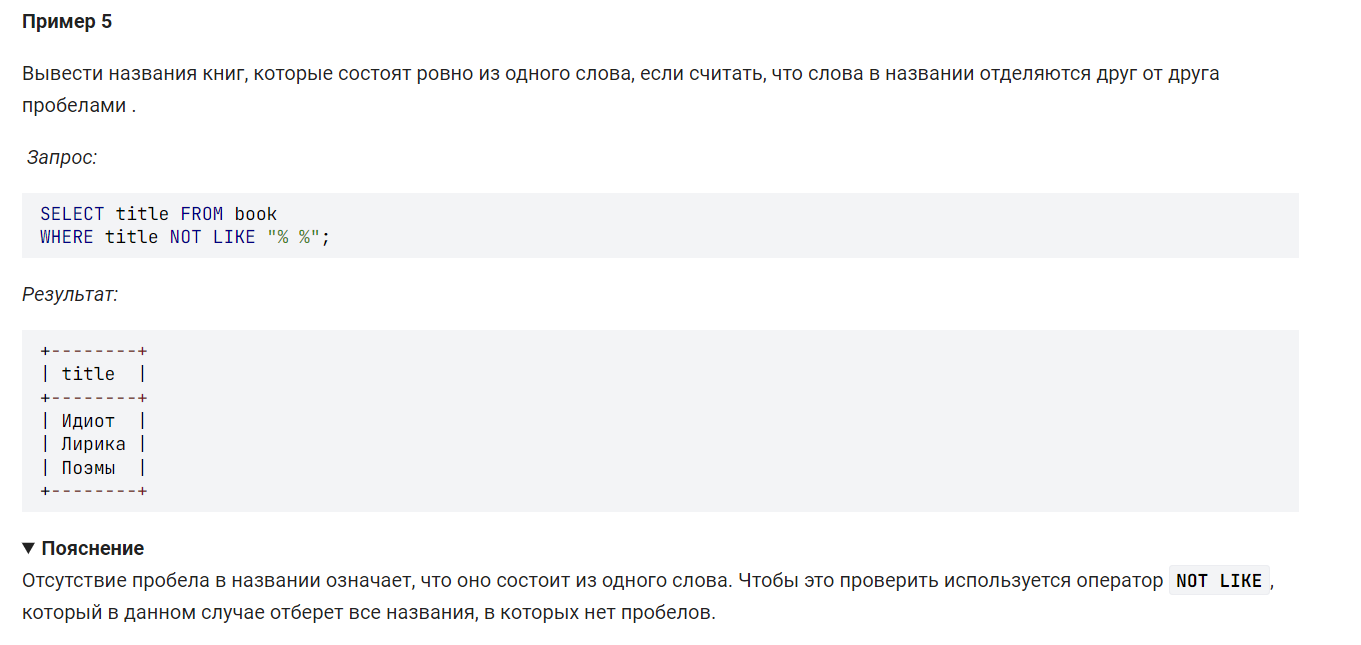 Пример 5
Вывести названия книг, которые состоят ровно из одного слова, если считать, что слова в названии отделяются друг от друга
пробелами .
Запрос:
SELECT title FROM book
WHERE title NOT LIKE "% %";
Результат:
+--------+
| title  |
+--------+
| Идиот  |
| Лирика |
| Поэмы  |
+--------+
▼ Пояснение
Отсутствие пробела в названии означает, что оно состоит из одного слова. Чтобы это проверить используется оператор NOT LIKE ,
который в данном случае отберет все названия, в которых нет пробелов.